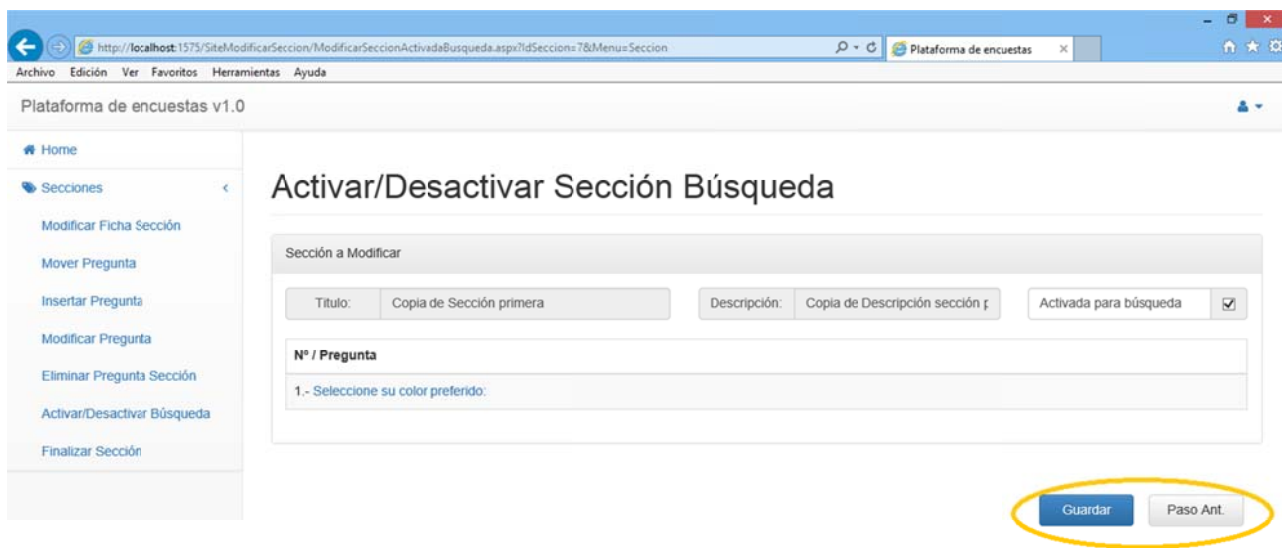 http://localhost:1575/SiteModificarSeccion/ModificarSeccionActivadaBusqueda.aspx?IdSeccion=7&Menu=Seccion
Plataforma de encuestas
Archivo Edición Ver Favoritos Herramientas Ayuda
Plataforma de encuestas v1.0
Home
Secciones
Modificar Ficha Sección
Mover Pregunta
Insertar Pregunta
Modificar Pregunta
Eliminar Pregunta Sección
Activar/Desactivar Búsqueda
Finalizar Sección
Activar/Desactivar Sección Búsqueda
Sección a Modificar
Titulo: Copia de Sección primera Descripción: Copia de Descripción sección p Activada para búsqueda
Nº / Pregunta
1.- Seleccione su color preferido:
Guardar Paso Ant.